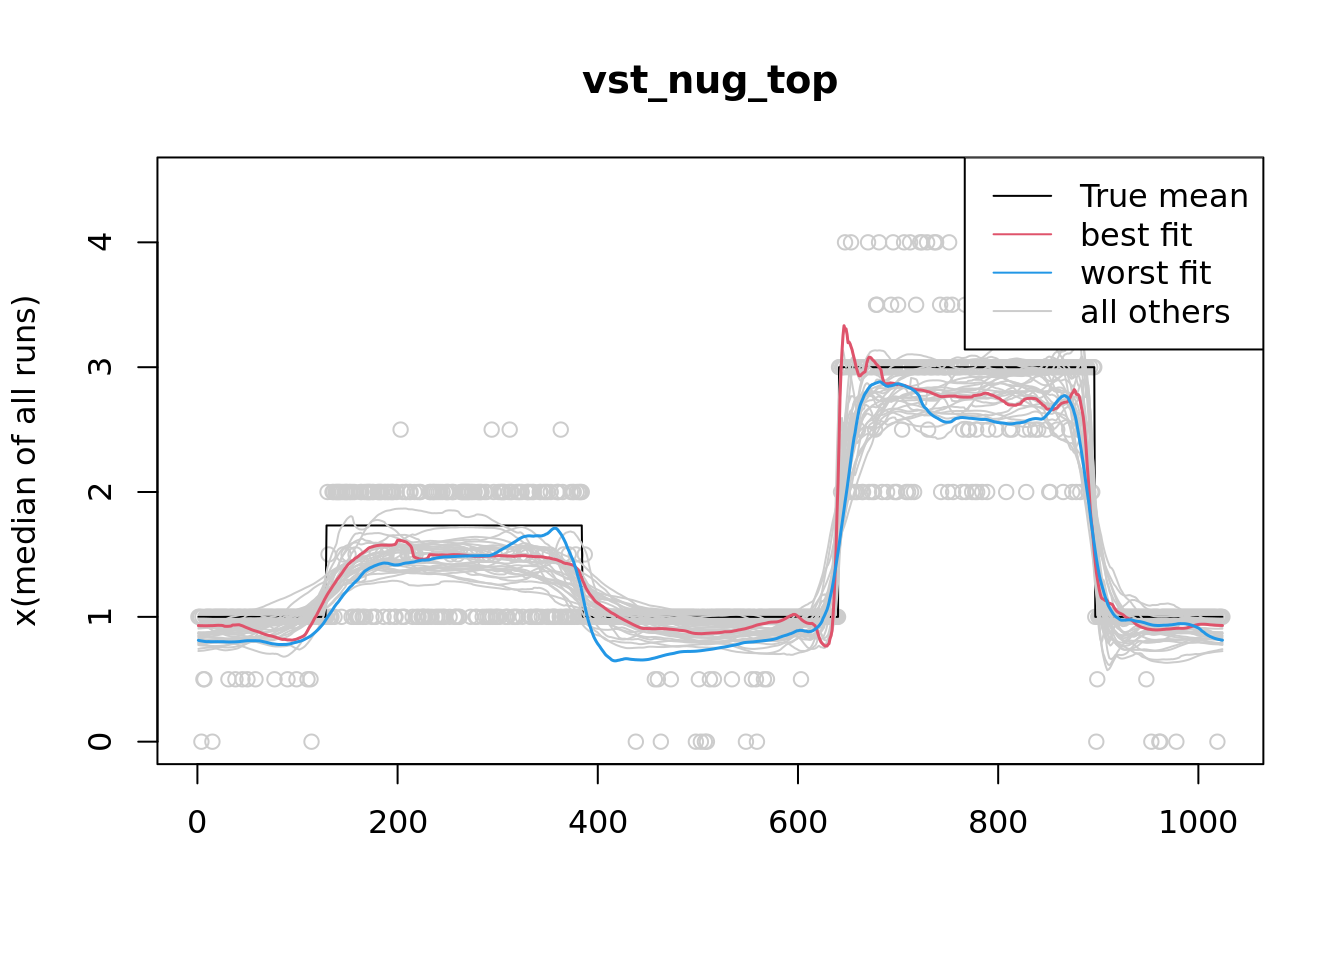 vst_nug_top
x(median of all runs)
4
3
2
1
0
True mean
best fit
worst fit
all others
0 200 400 600 800 1000